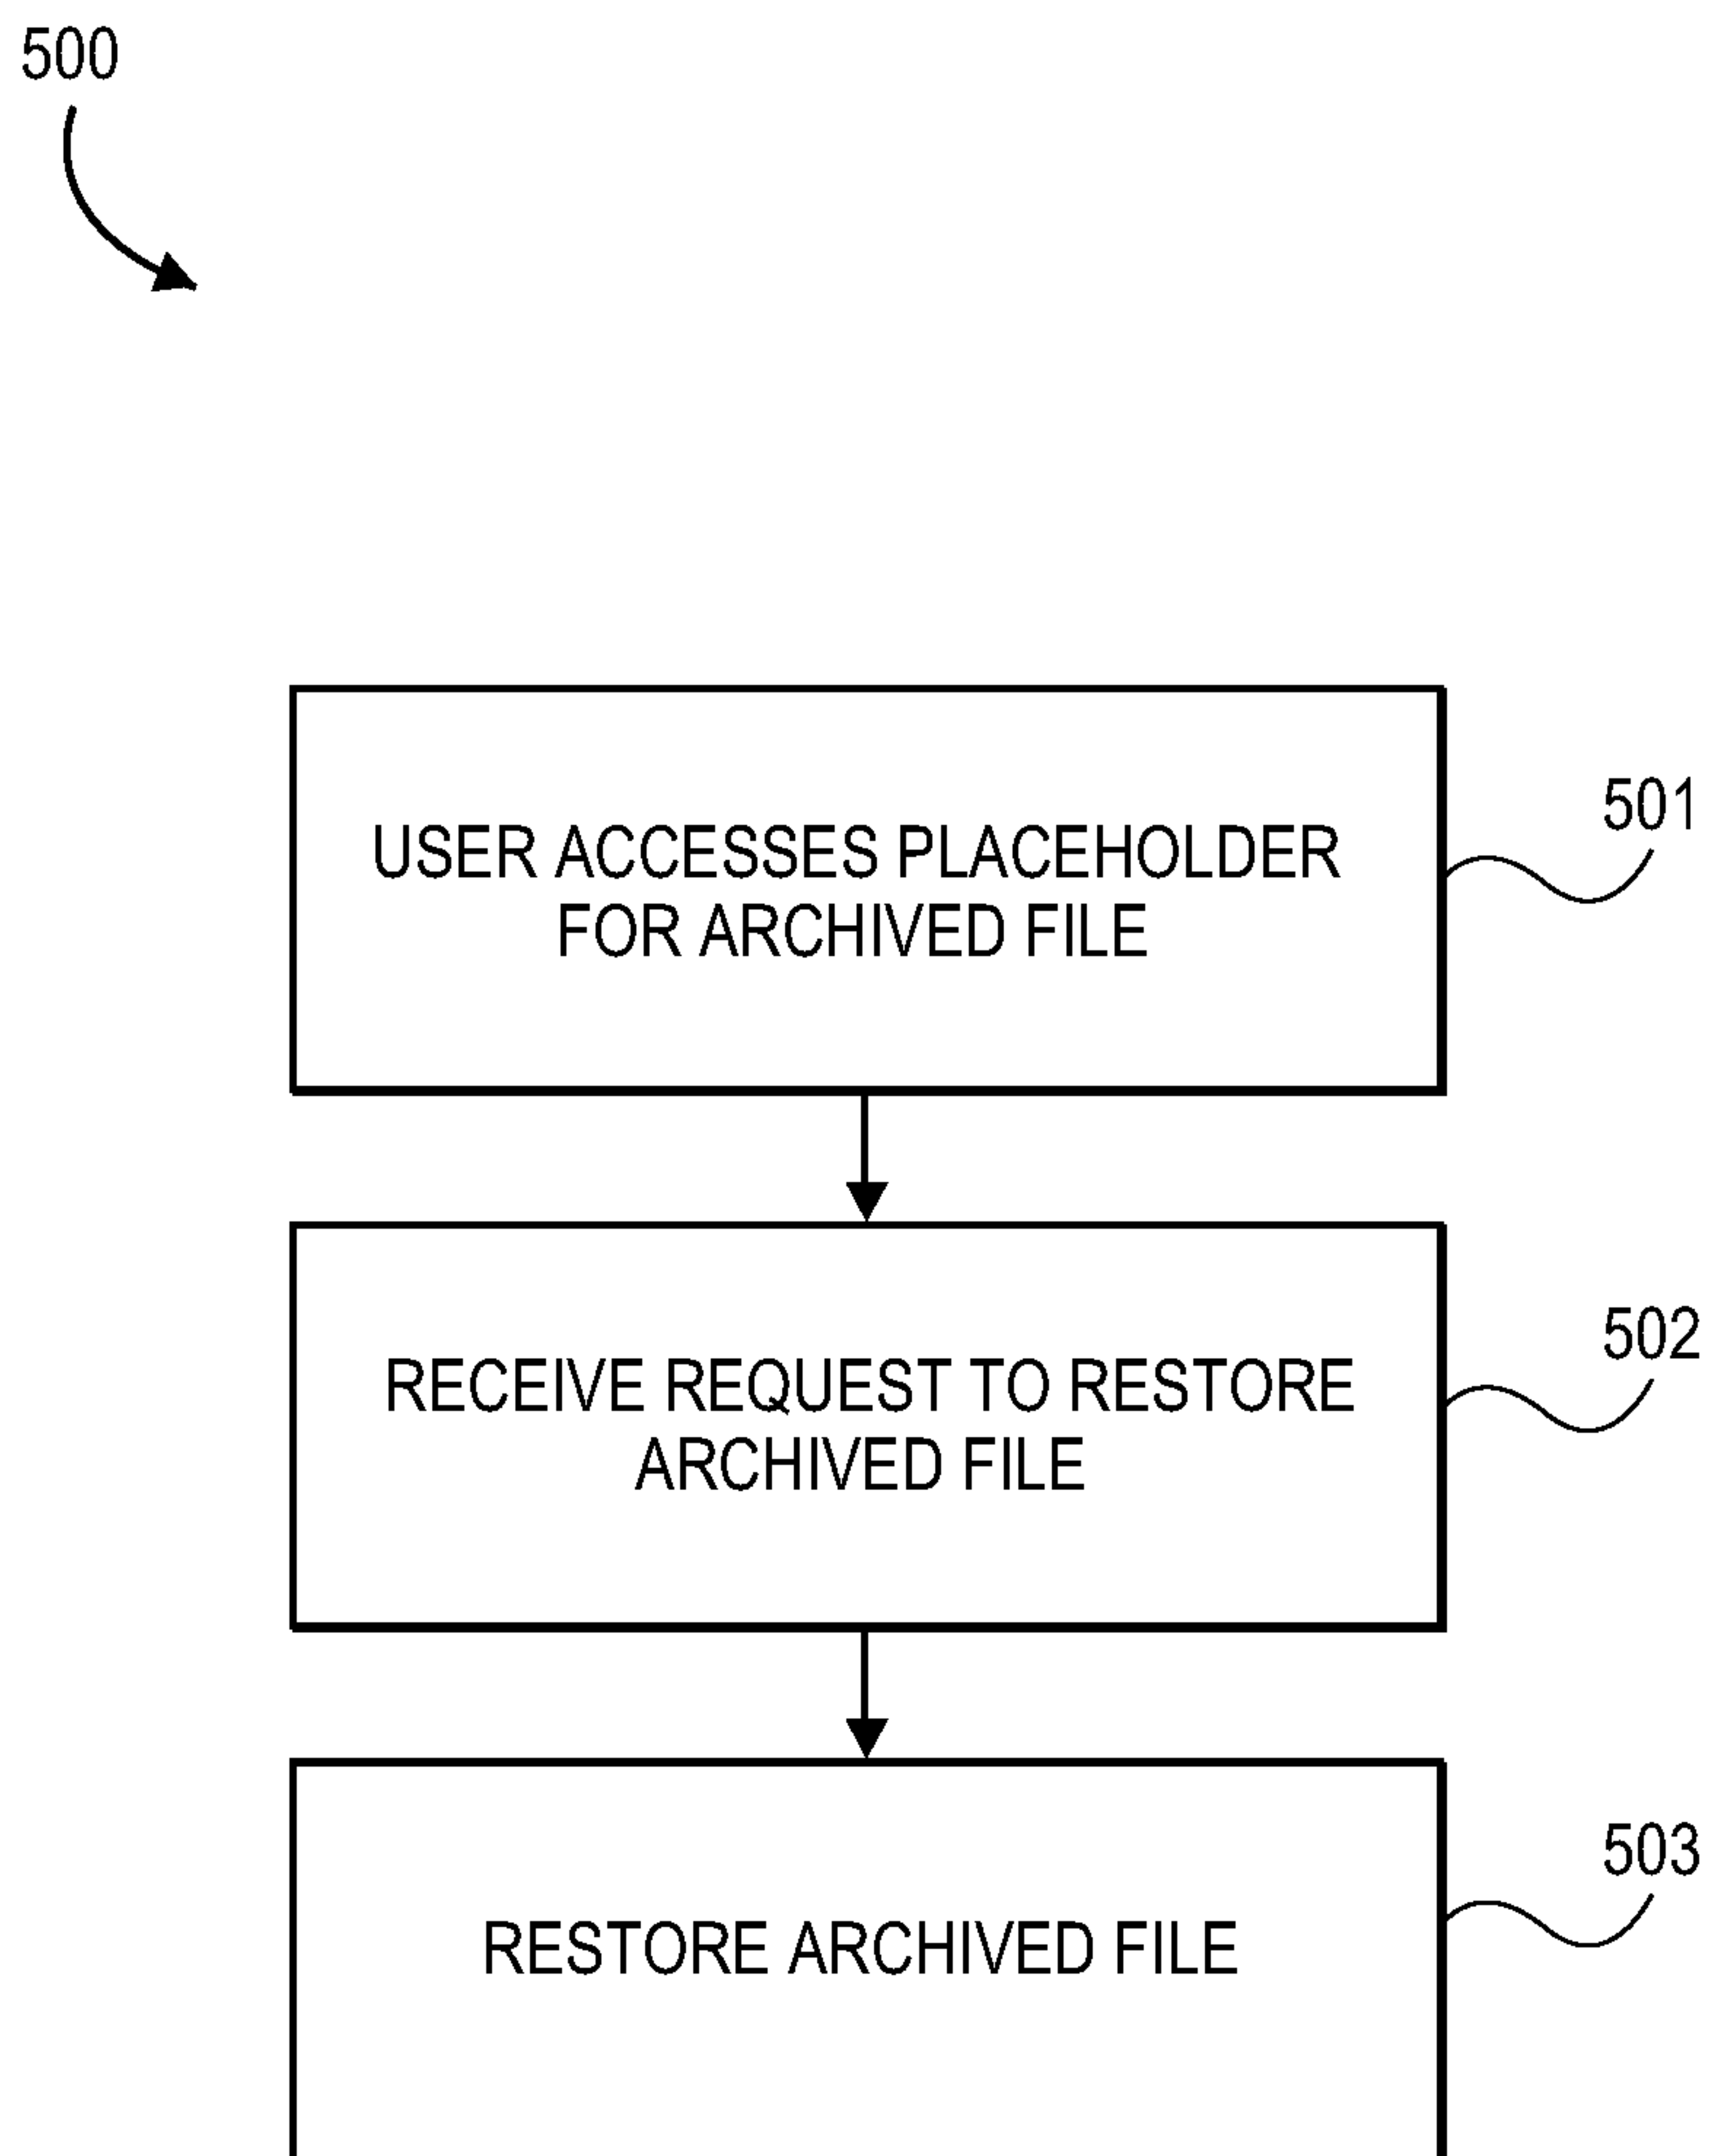 500
501
USER ACCESSES PLACEHOLDER
FOR ARCHIVED FILE
502
RECEIVE REQUEST TO RESTORE
ARCHIVED FILE
503
RESTORE ARCHIVED FILE